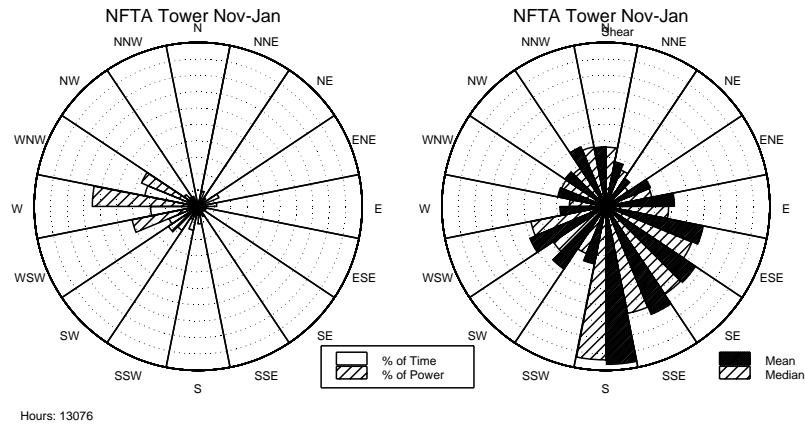 NFTA Tower Nov-Jan
N
NNE
NE
ENE
E
ESE
SE
SSE
S
SSW
SW
WSW
W
WNW
NW
NNW
% of Time
% of Power
Hours: 13076
NFTA Tower Nov-Jan
N
Shear
NNE
NE
ENE
E
ESE
SE
SSE
S
SSW
SW
WSW
W
WNW
NW
NNW
Mean
Median